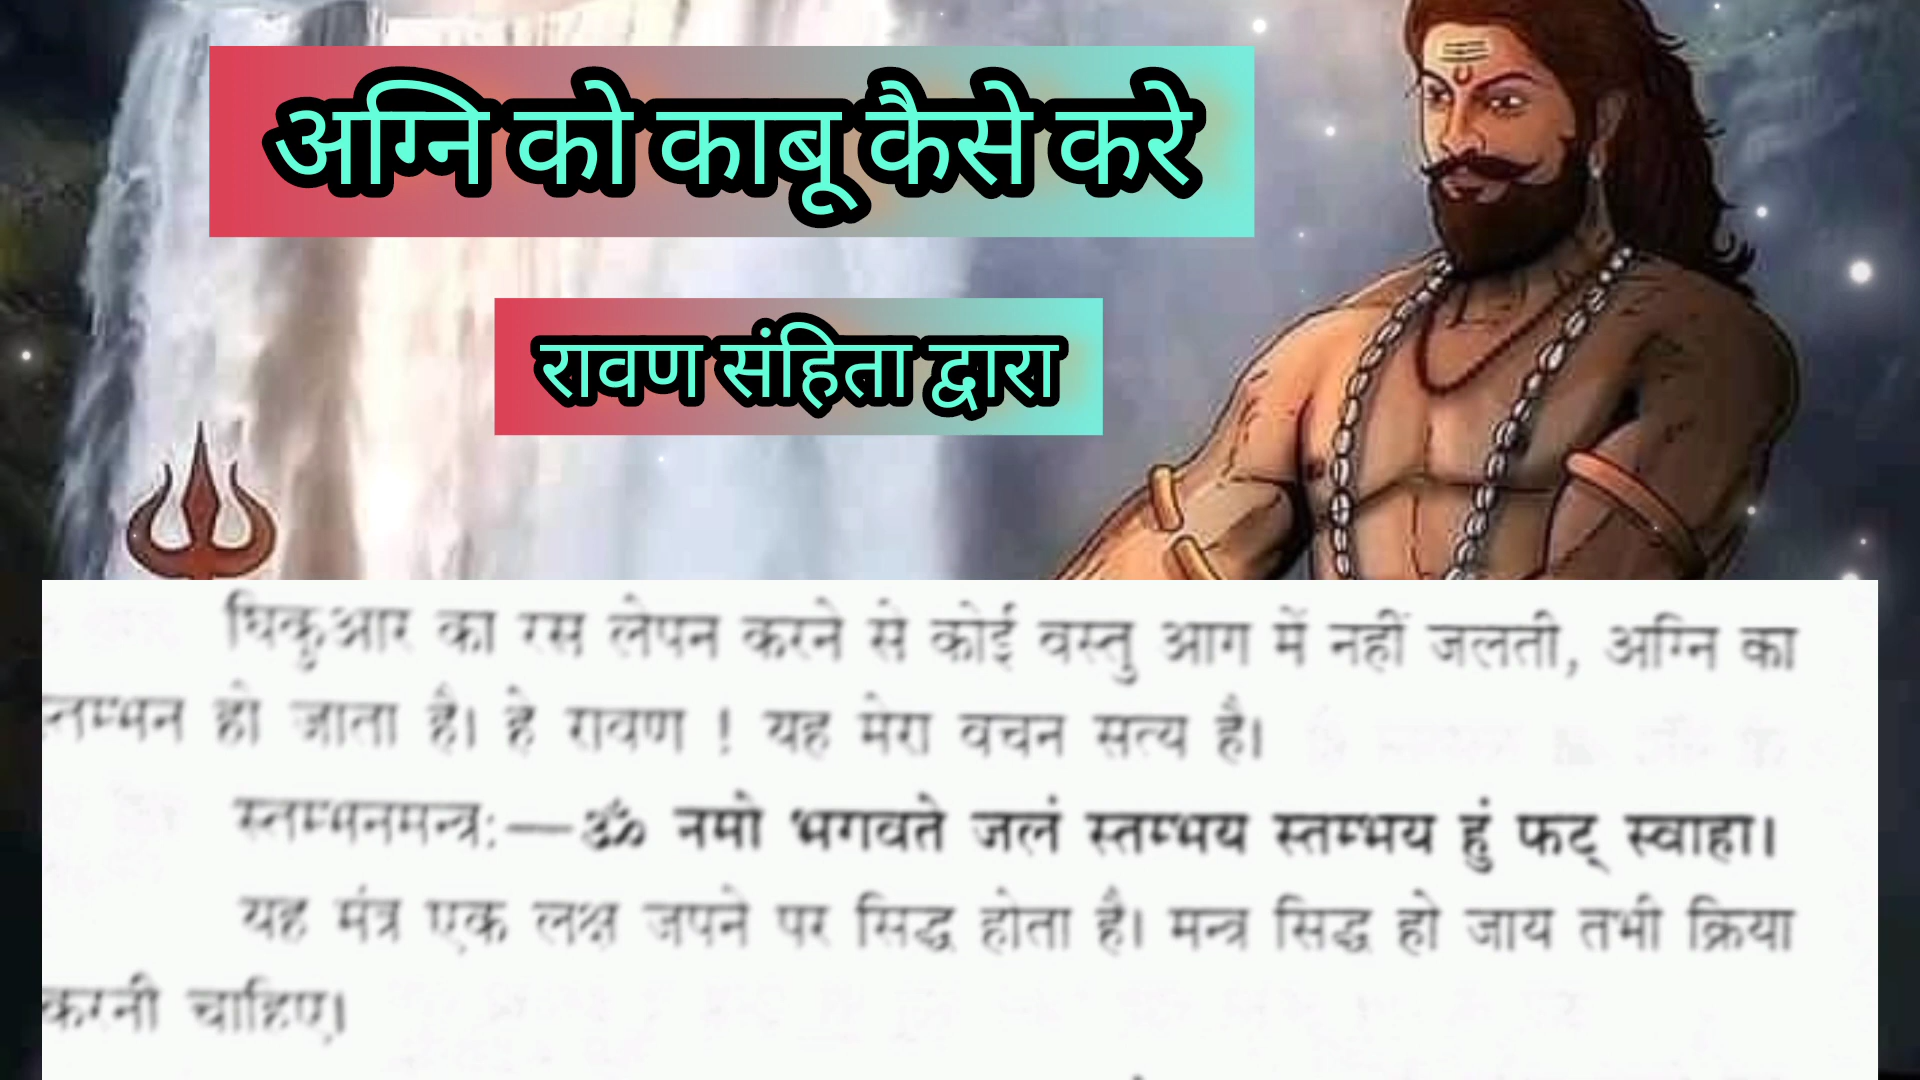 अग्नि को काबू कैसे करे
रावण संहिता द्वारा
घिकुआर का रस लेपन करने से कोई वस्तु आग में नहीं जलती, अग्नि का
स्तम्भन हो जाता है। हे रावण ! यह मेरा वचन सत्य है।
स्तम्भनमन्त्र:—ॐ नमो भगवते जलं स्तम्भय स्तम्भय हुं फट् स्वाहा।
यह मंत्र एक लक्ष जपने पर सिद्ध होता है। मन्त्र सिद्ध हो जाय तभी क्रिया
करनी चाहिए।